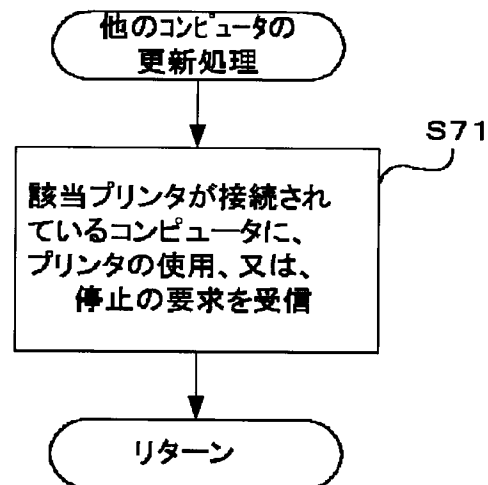 他のコンピュータの
更新処理
S71
該当プリンタが接続され
ているコンピュータに、
プリンタの使用、又は、
停止の要求を受信
リターン